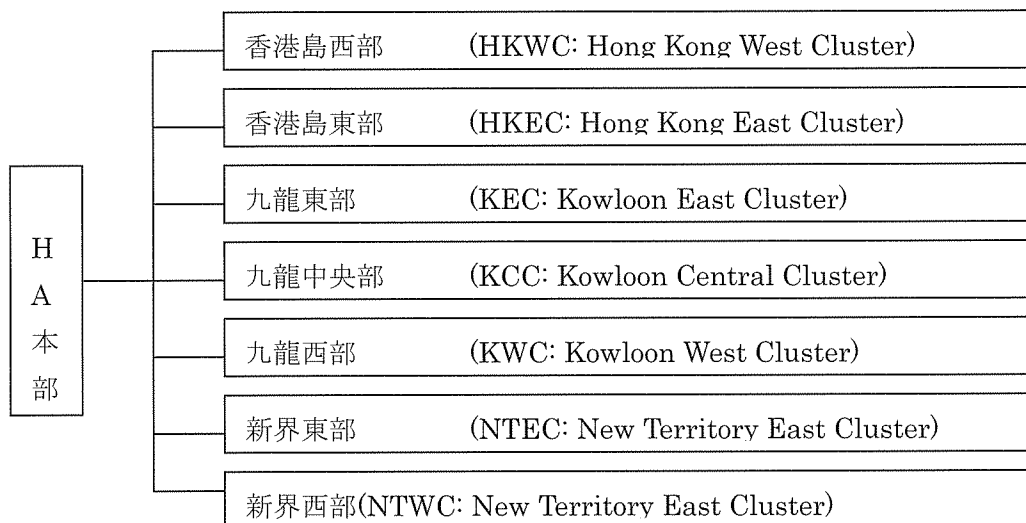 HA本部
香港島西部 (HKWC: Hong Kong West Cluster)
香港島東部 (HKEC: Hong Kong East Cluster)
九龍東部 (KEC: Kowloon East Cluster)
九龍中央部 (KCC: Kowloon Central Cluster)
九龍西部 (KWC: Kowloon West Cluster)
新界東部 (NTEC: New Territory East Cluster)
新界西部(NTWC: New Territory East Cluster)